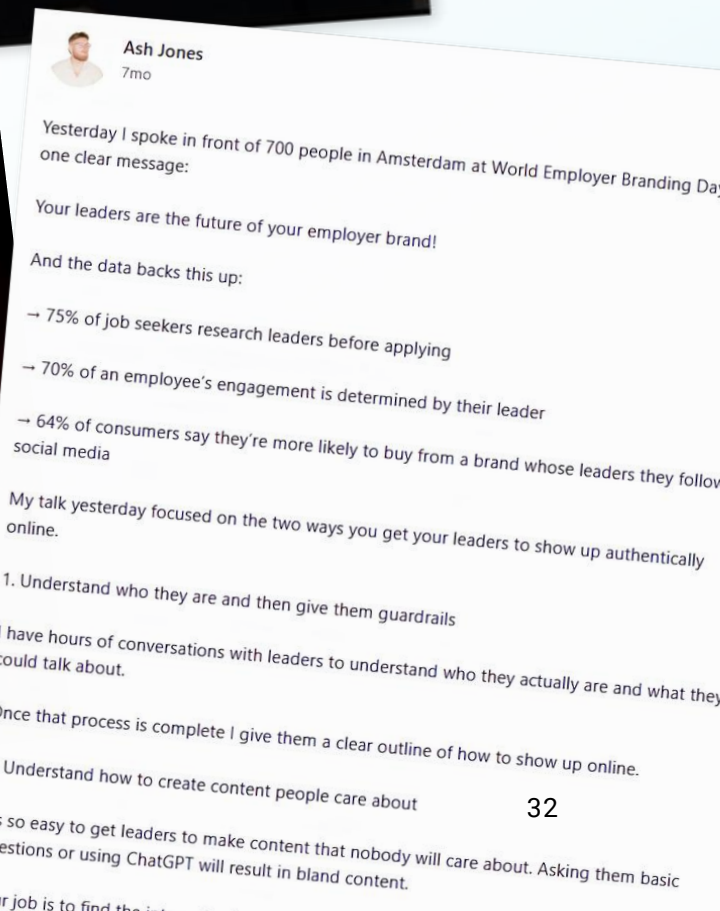 Ash Jones
7mo
Yesterday I spoke in front of 700 people in Amsterdam at World Employer Branding Day
one clear message:
Your leaders are the future of your employer brand!
And the data backs this up:
→ 75% of job seekers research leaders before applying
→ 70% of an employee's engagement is determined by their leader
→ 64% of consumers say they're more likely to buy from a brand whose leaders they follow
social media
My talk yesterday focused on the two ways you get your leaders to show up authentically
online.
1. Understand who they are and then give them guardrails
I have hours of conversations with leaders to understand who they actually are and what they
could talk about.
Once that process is complete I give them a clear outline of how to show up online.
Understand how to create content people care about
32
s so easy to get leaders to make content that nobody will care about. Asking them basic
estions or using ChatGPT will result in bland content.
r job is to find the